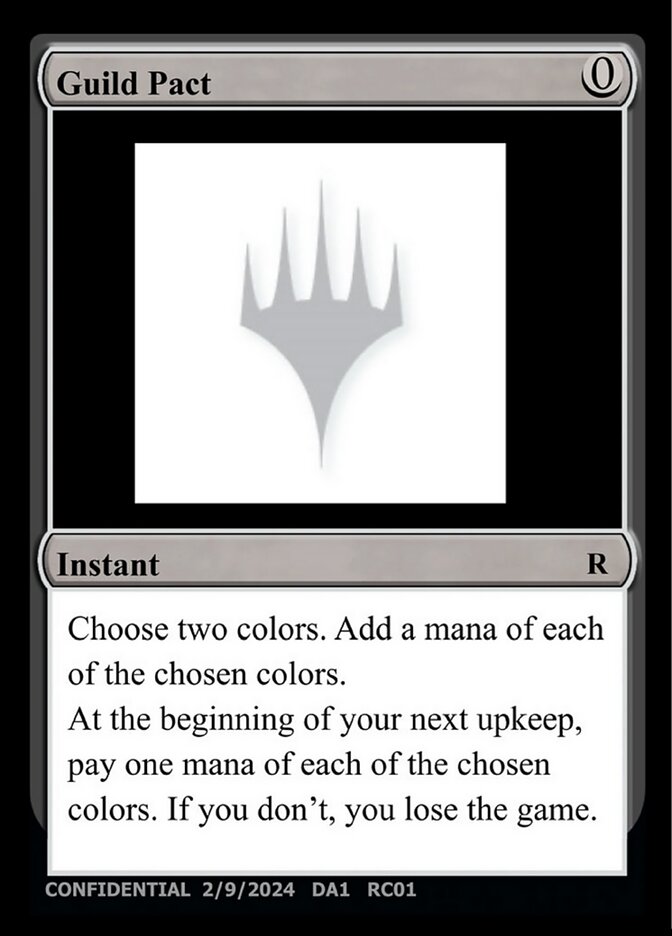 Guild Pact 0
Instant R
Choose two colors. Add a mana of each
of the chosen colors.
At the beginning of your next upkeep,
pay one mana of each of the chosen
colors. If you don’t, you lose the game.
CONFIDENTIAL 2/9/2024 DA1 RC01